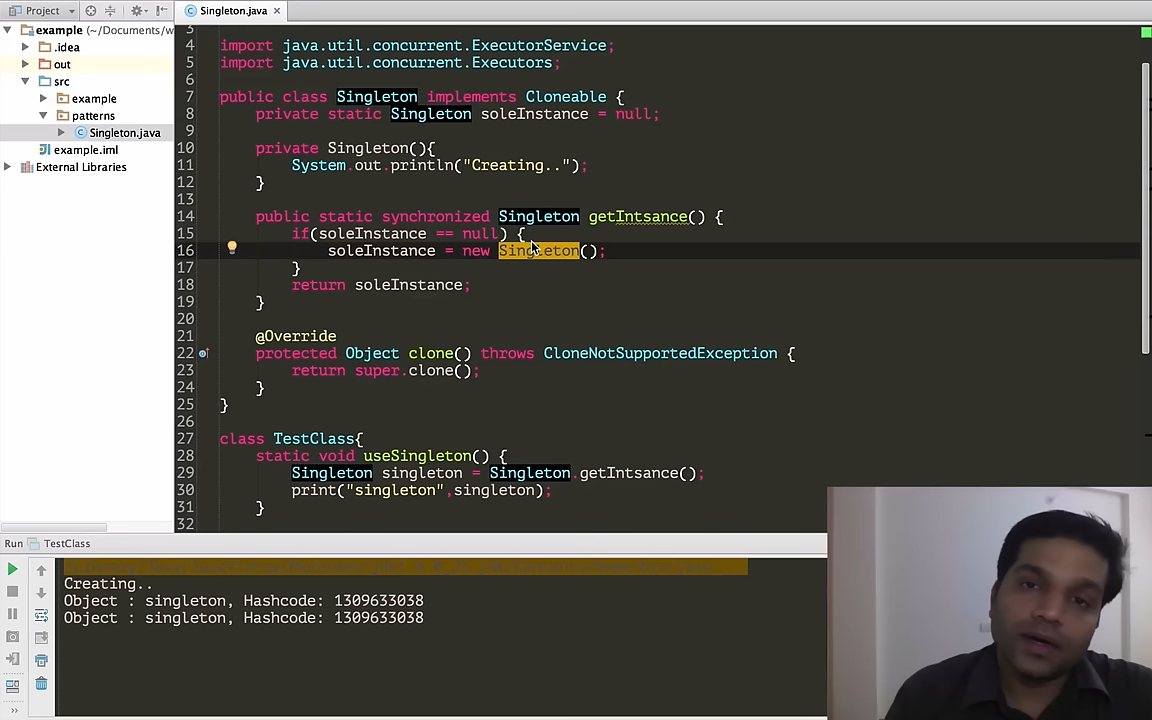 Project
Singleton.java
example (~/Documents/w
.idea
out
src
example
patterns
Singleton.java
example.iml
External Libraries
3
4 import java.util.concurrent.ExecutorService;
5 import java.util.concurrent.Executors;
6
7 public class Singleton implements Cloneable {
8 private static Singleton soleInstance = null;
9
10 private Singleton(){
11 System.out.println("Creating..");
12 }
13
14 public static synchronized Singleton getIntsance() {
15 if(soleInstance == null) {
16 soleInstance = new Singleton();
17 }
18 return soleInstance;
19 }
20
21 @Override
22 protected Object clone() throws CloneNotSupportedException {
23 return super.clone();
24 }
25 }
26
27 class TestClass{
28 static void useSingleton() {
29 Singleton singleton = Singleton.getIntsance();
30 print("singleton",singleton);
31 }
32
Run TestClass
Creating..
Object : singleton, Hashcode: 1309633038
Object : singleton, Hashcode: 1309633038